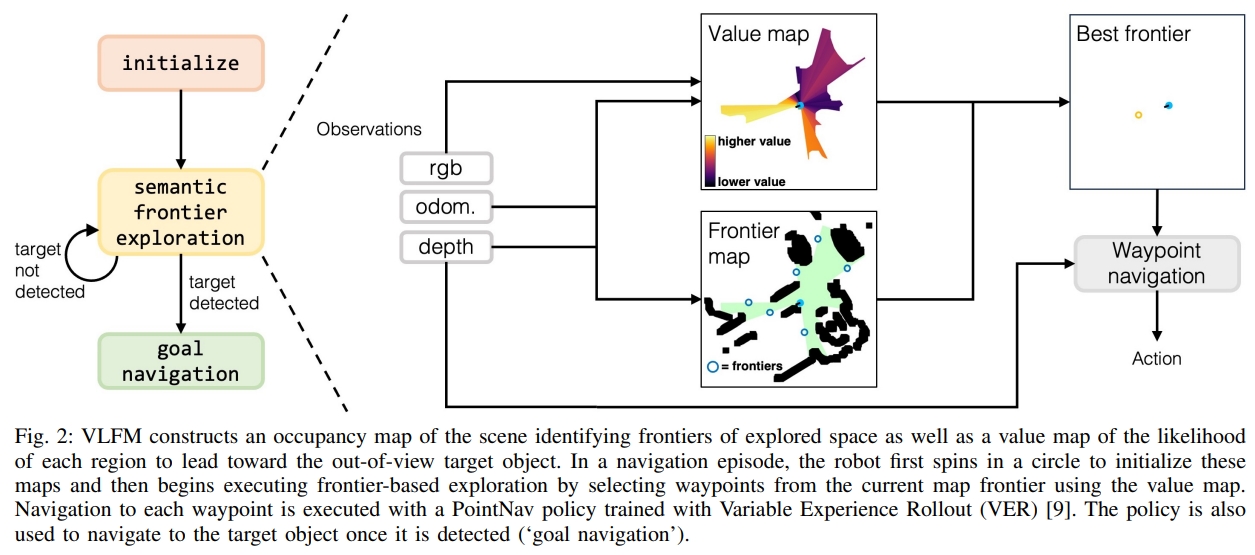 initialize
semantic
frontier
exploration
target
not
detected
target
detected
goal
navigation
Observations
rgb
odom.
depth
Value map
higher value
lower value
Frontier
map
= frontiers
Best frontier
Waypoint
navigation
Action
Fig. 2: VLFM constructs an occupancy map of the scene identifying frontiers of explored space as well as a value map of the likelihood
of each region to lead toward the out-of-view target object. In a navigation episode, the robot first spins in a circle to initialize these
maps and then begins executing frontier-based exploration by selecting waypoints from the current map frontier using the value map.
Navigation to each waypoint is executed with a PointNav policy trained with Variable Experience Rollout (VER) [9]. The policy is also
used to navigate to the target object once it is detected (‘goal navigation’).